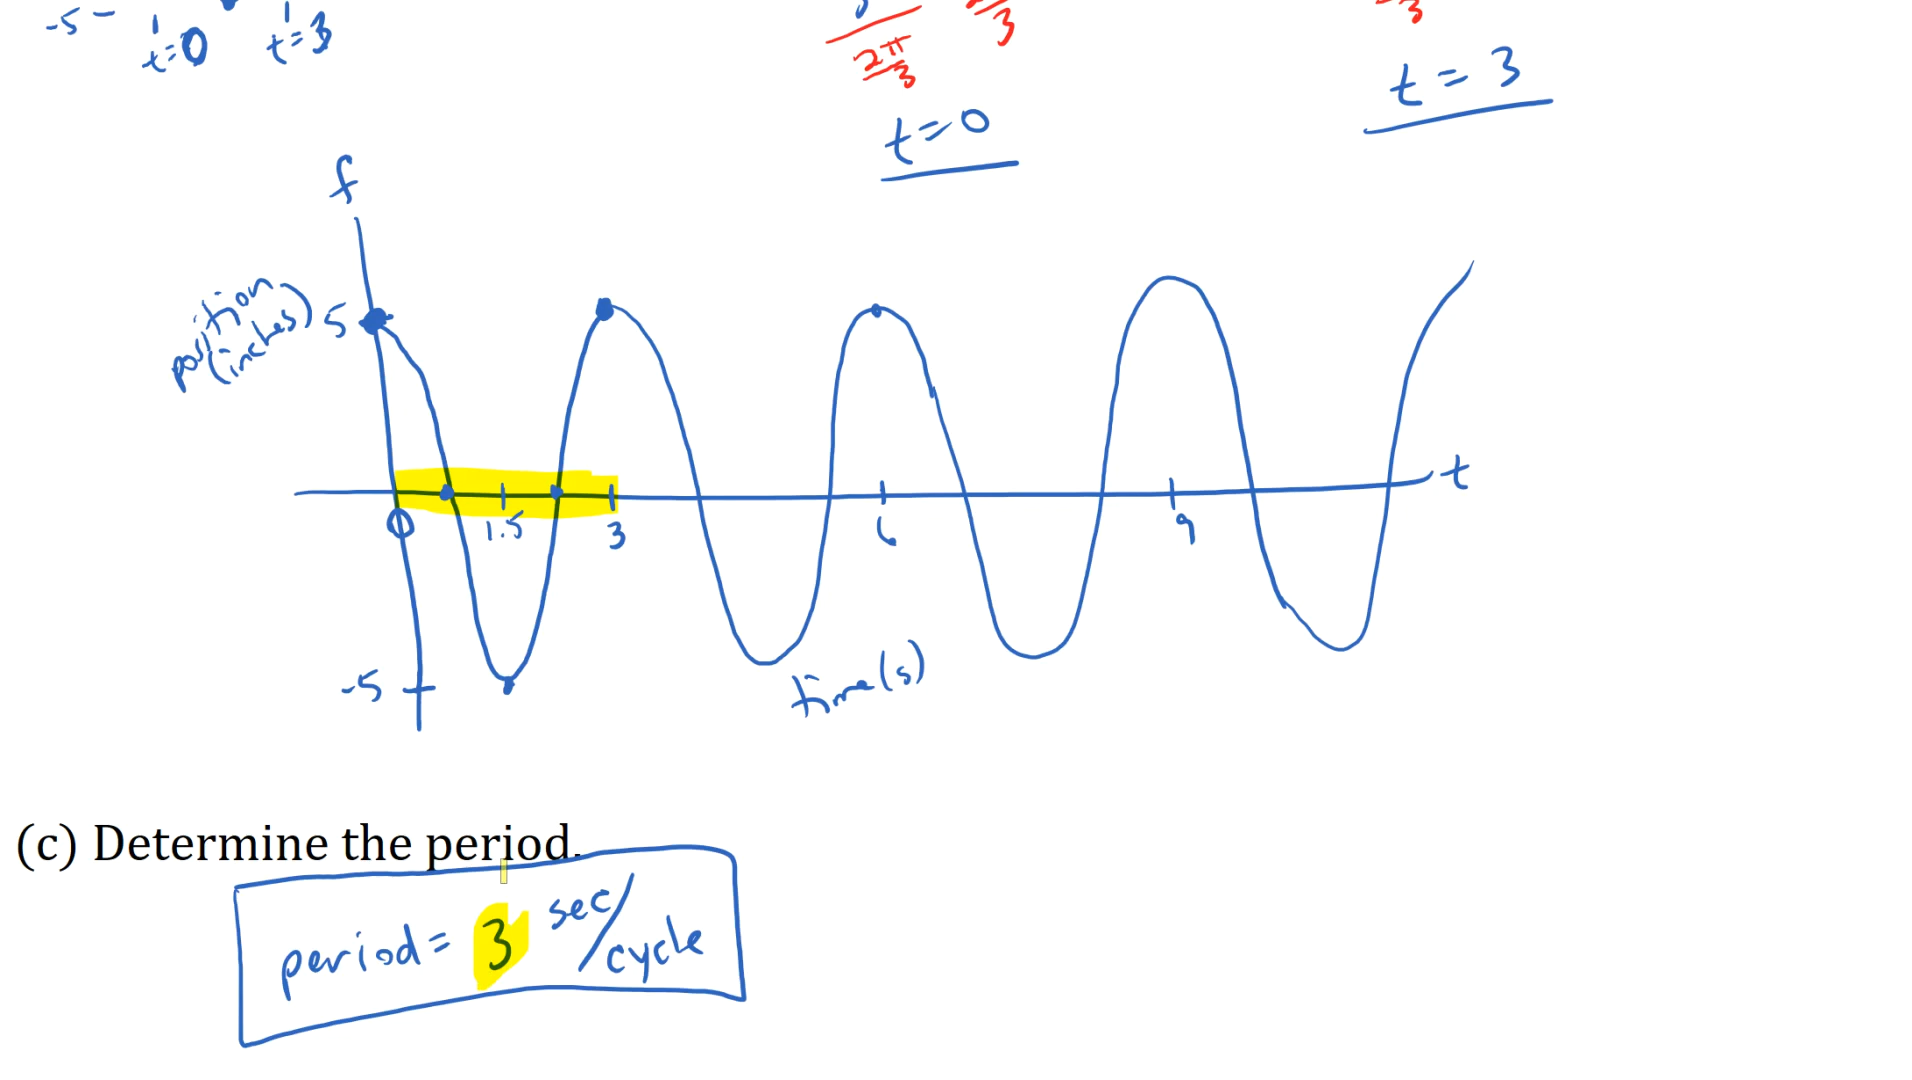 -5
t=0 t=3
2π/3 3
3
t=0
t = 3
f
position
(inches)
5
t
0 1.5 3 6 9
-5
time(s)
(c) Determine the period.
period = 3 sec/cycle